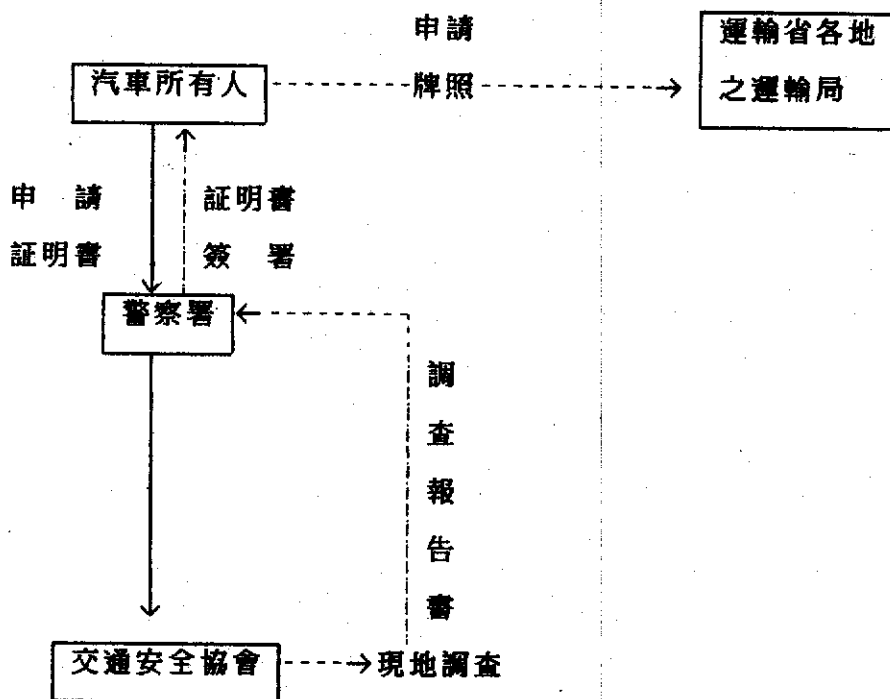 申請
牌照
運輸省各地
之運輸局
汽車所有人
申　請
証明書
証明書
簽　署
警察署
調查報告書
交通安全協會
現地調查